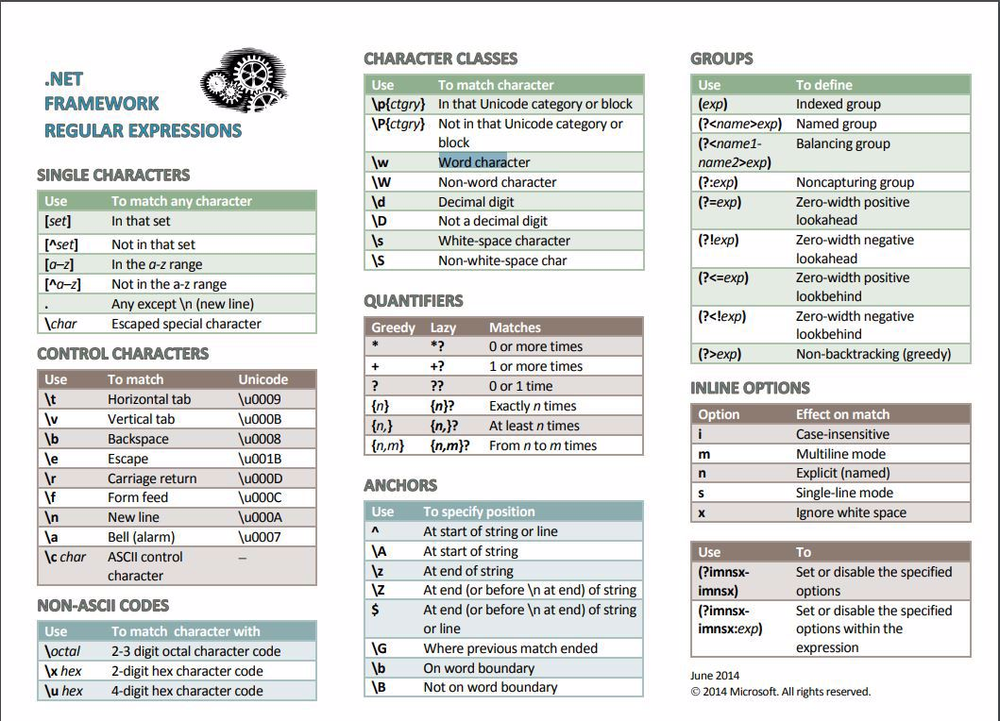 .NET
FRAMEWORK
REGULAR EXPRESSIONS
SINGLE CHARACTERS
Use To match any character
[set] In that set
[^set] Not in that set
[a–z] In the a-z range
[^a–z] Not in the a-z range
. Any except \n (new line)
\char Escaped special character
CONTROL CHARACTERS
Use To match Unicode
\t Horizontal tab \u0009
\v Vertical tab \u000B
\b Backspace \u0008
\e Escape \u001B
\r Carriage return \u000D
\f Form feed \u000C
\n New line \u000A
\a Bell (alarm) \u0007
\c char ASCII control –
character
NON-ASCII CODES
Use To match character with
\octal 2-3 digit octal character code
\x hex 2-digit hex character code
\u hex 4-digit hex character code
CHARACTER CLASSES
Use To match character
\p{ctgry} In that Unicode category or block
\P{ctgry} Not in that Unicode category or
block
\w Word character
\W Non-word character
\d Decimal digit
\D Not a decimal digit
\s White-space character
\S Non-white-space char
QUANTIFIERS
Greedy Lazy Matches
* *? 0 or more times
+ +? 1 or more times
? ?? 0 or 1 time
{n} {n}? Exactly n times
{n,} {n,}? At least n times
{n,m} {n,m}? From n to m times
ANCHORS
Use To specify position
^ At start of string or line
\A At start of string
\z At end of string
\Z At end (or before \n at end) of string
$ At end (or before \n at end) of string
or line
\G Where previous match ended
\b On word boundary
\B Not on word boundary
GROUPS
Use To define
(exp) Indexed group
(?<name>exp) Named group
(?<name1- Balancing group
name2>exp)
(?:exp) Noncapturing group
(?=exp) Zero-width positive
lookahead
(?!exp) Zero-width negative
lookahead
(?<=exp) Zero-width positive
lookbehind
(?<!exp) Zero-width negative
lookbehind
(?>exp) Non-backtracking (greedy)
INLINE OPTIONS
Option Effect on match
i Case-insensitive
m Multiline mode
n Explicit (named)
s Single-line mode
x Ignore white space
Use To
(?imnsx- Set or disable the specified
imnsx) options
(?imnsx- Set or disable the specified
imnsx:exp) options within the
expression
June 2014
© 2014 Microsoft. All rights reserved.